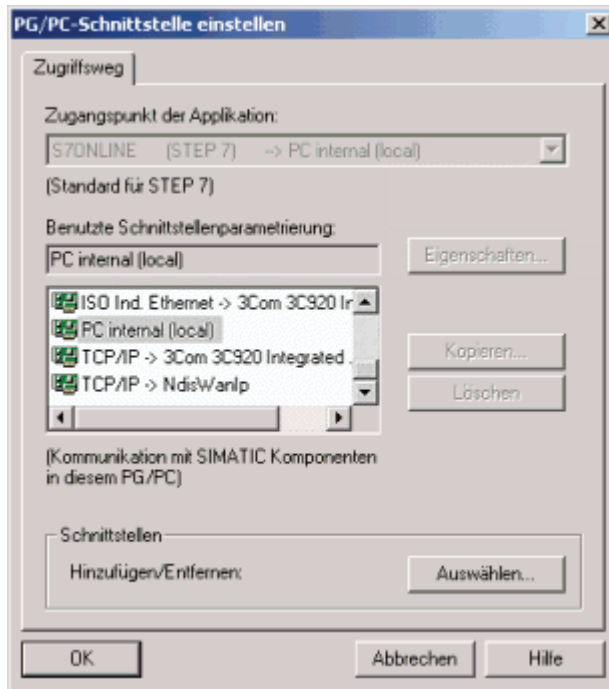 PG/PC-Schnittstelle einstellen
Zugriffsweg
Zugangspunkt der Applikation:
S7ONLINE (STEP 7) --> PC internal (local)
(Standard für STEP 7)
Benutzte Schnittstellenparametrierung:
PC internal (local)
Eigenschaften...
ISO Ind. Ethernet -> 3Com 3C920 Ir
PC internal (local)
TCP/IP -> 3Com 3C920 Integrated .
TCP/IP -> NdisWanIp
Kopieren...
Löschen
(Kommunikation mit SIMATIC Komponenten
in diesem PG/PC)
Schnittstellen
Hinzufügen/Entfernen:
Auswählen...
OK
Abbrechen
Hilfe